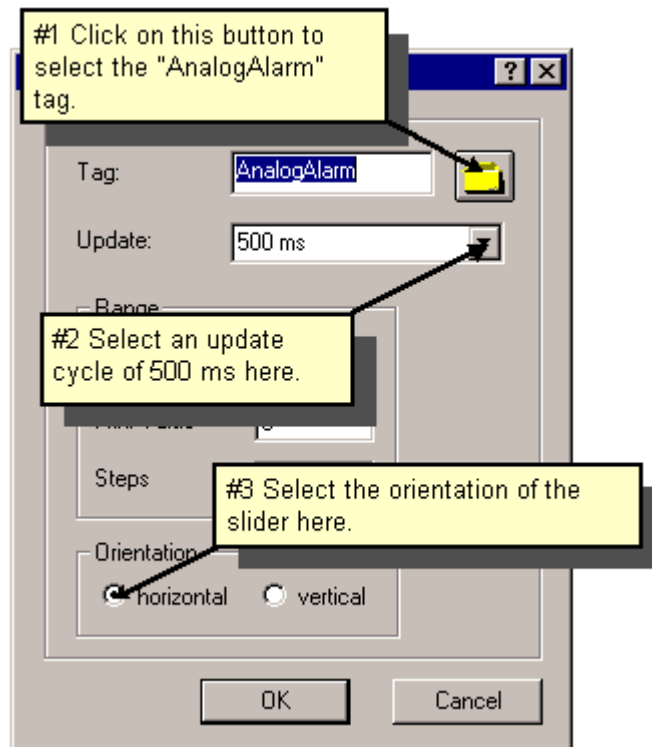 #1 Click on this button to
select the "AnalogAlarm"
tag.
Tag:
AnalogAlarm
Update:
500 ms
Range
#2 Select an update
cycle of 500 ms here.
Steps
#3 Select the orientation of the
slider here.
Orientation
horizontal
vertical
OK
Cancel